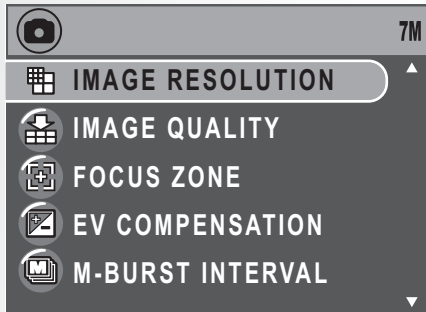 7M
IMAGE RESOLUTION
IMAGE QUALITY
FOCUS ZONE
EV COMPENSATION
M-BURST INTERVAL